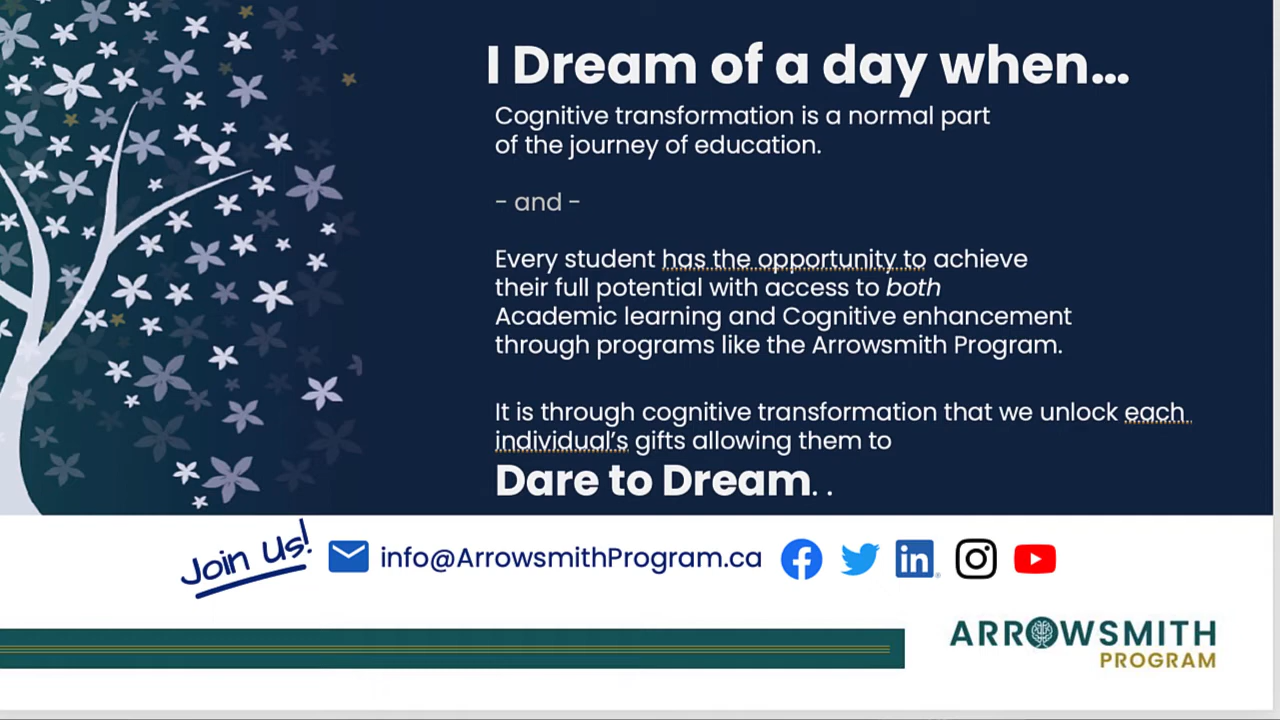 I Dream of a day when...
Cognitive transformation is a normal part
of the journey of education.
- and -
Every student has the opportunity to achieve
their full potential with access to both
Academic learning and Cognitive enhancement
through programs like the Arrowsmith Program.
It is through cognitive transformation that we unlock each
individual's gifts allowing them to
Dare to Dream. .
Join Us! info@ArrowsmithProgram.ca
in
ARROWSMITH
PROGRAM